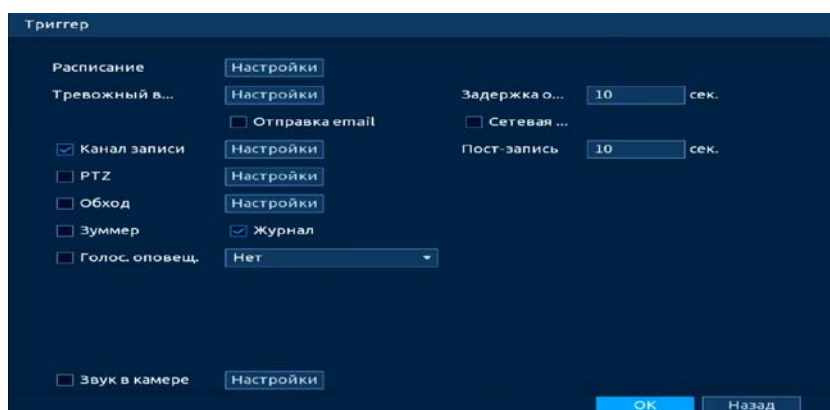 Триггер
Расписание Настройки
Тревожный в... Настройки Задержка о... 10 сек.
Отправка email Сетевая ...
Канал записи Настройки Пост-запись 10 сек.
PTZ Настройки
Обход Настройки
Зуммер Журнал
Голос. оповещ. Нет
Звук в камере Настройки
OK Назад